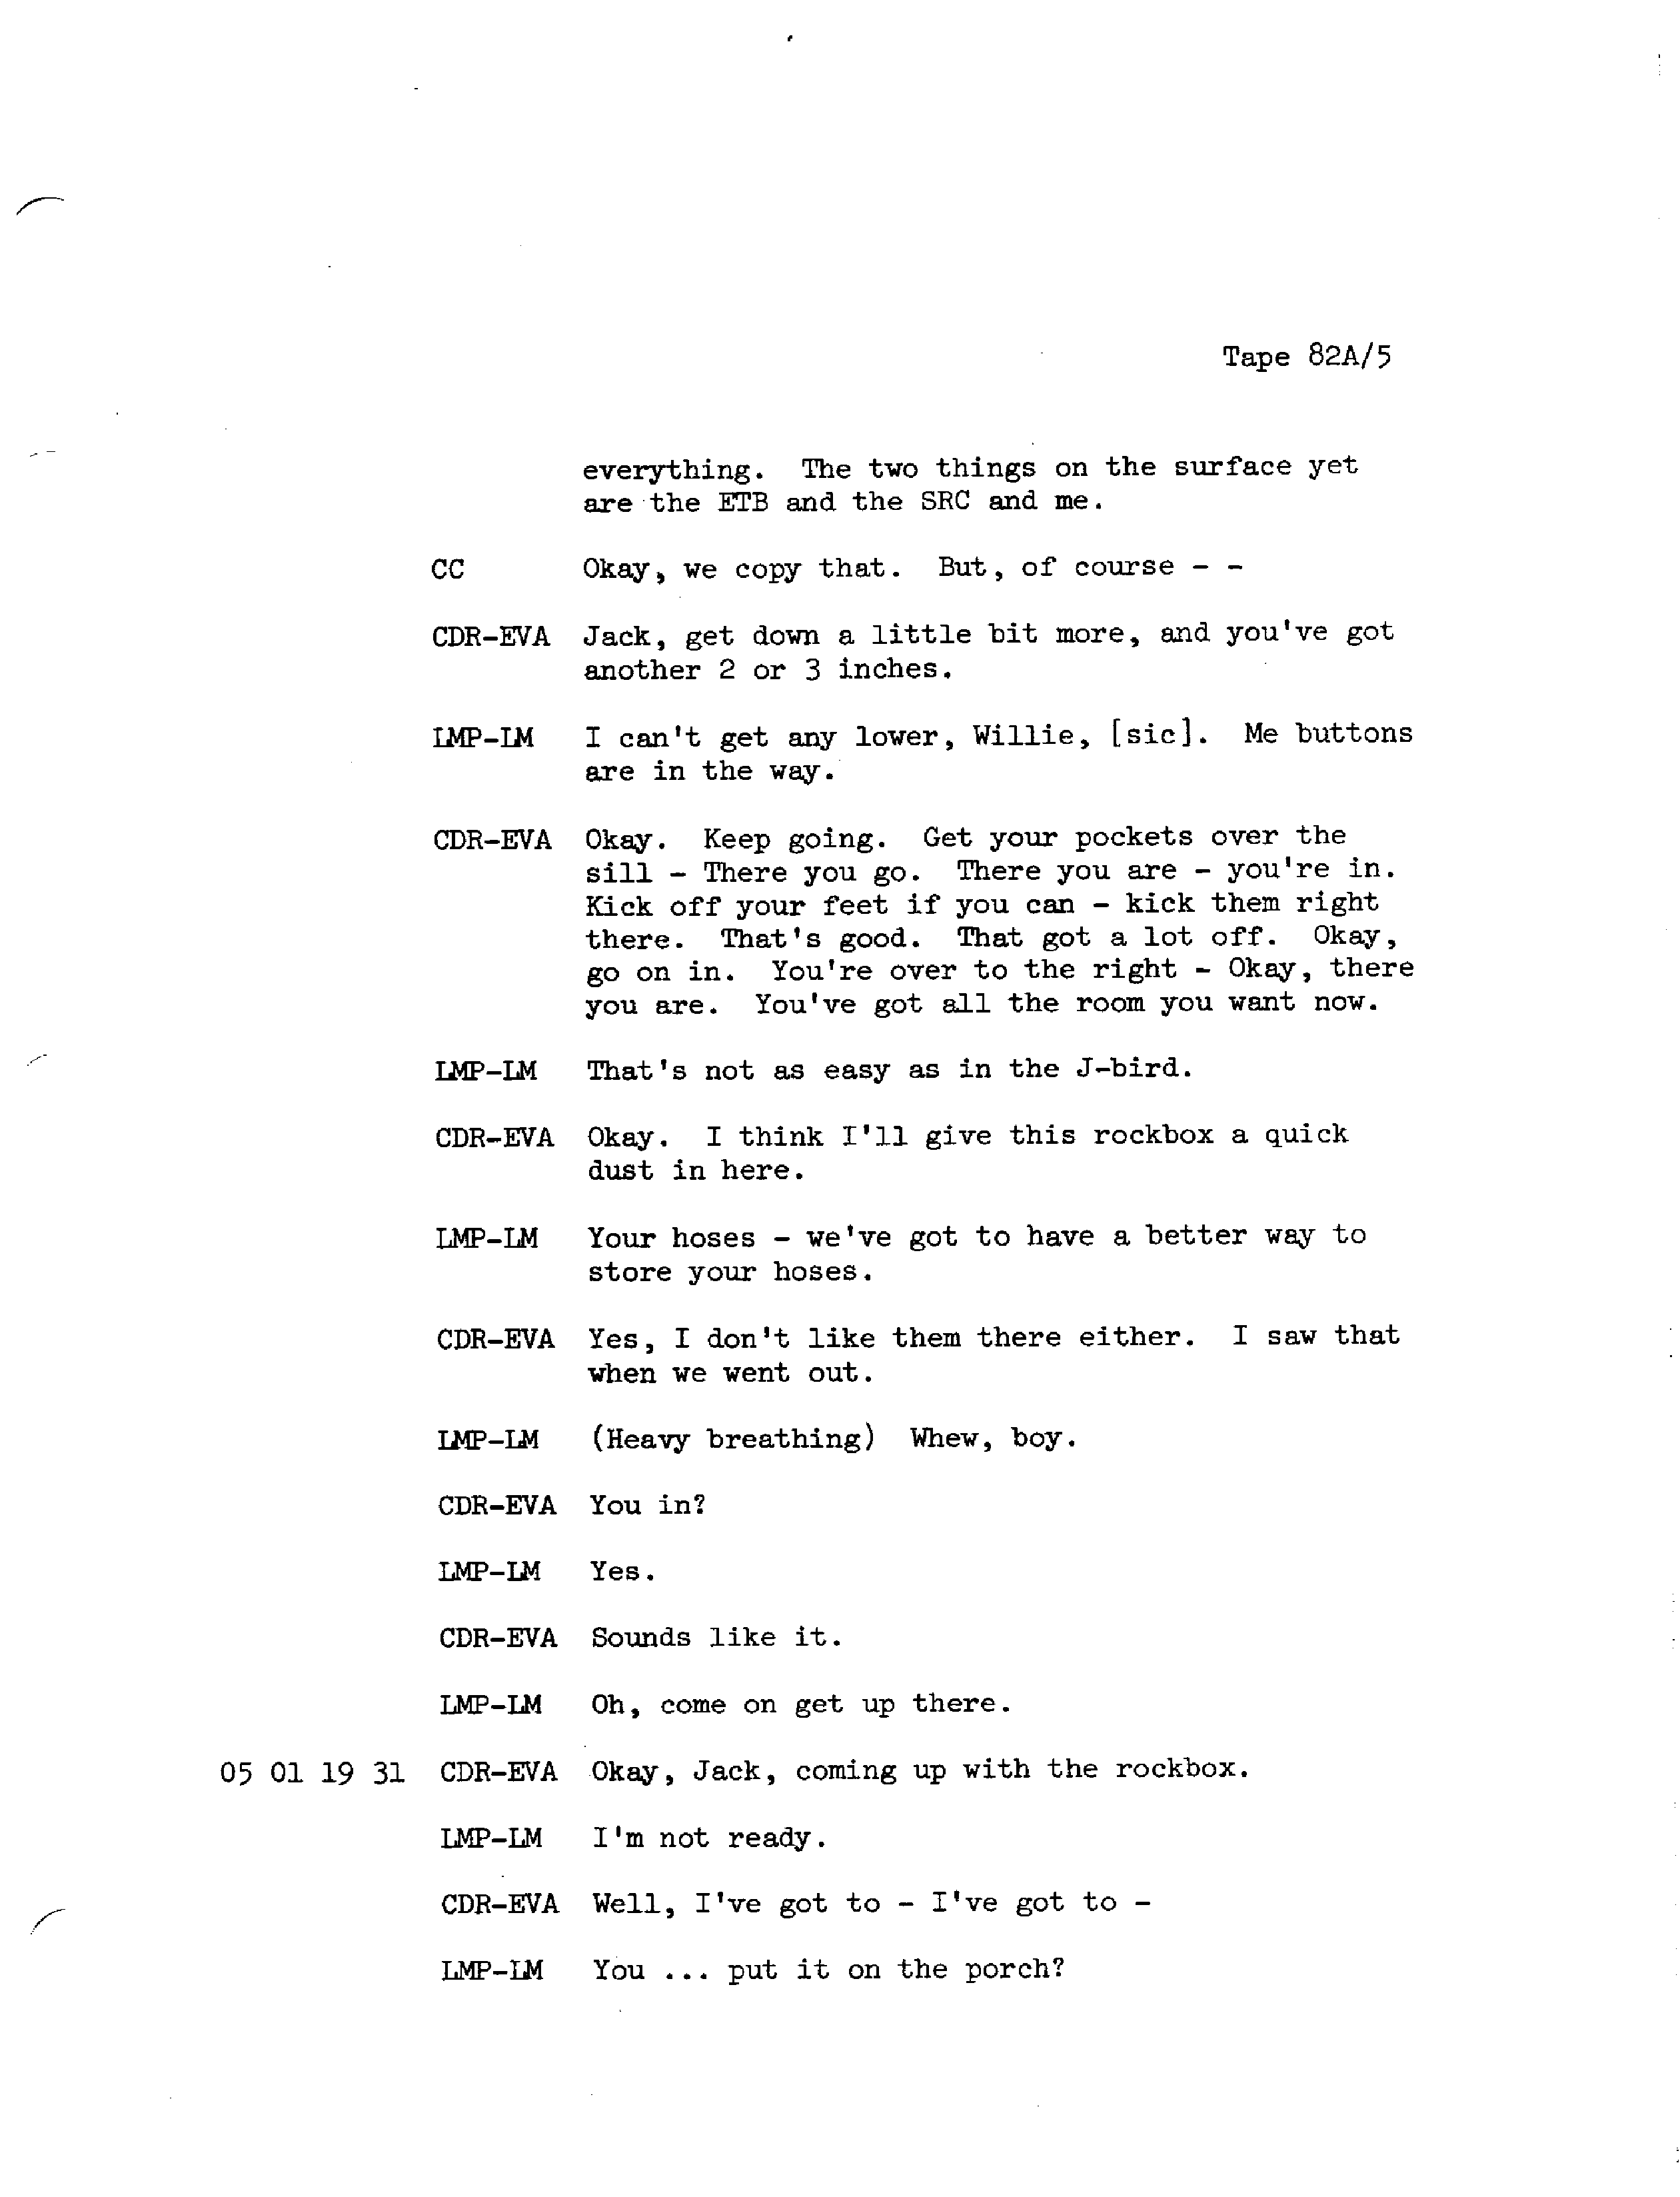 Tape 82A/5
everything. The two things on the surface yet
are the ETB and the SRC and me.
CC Okay, we copy that. But, of course - -
CDR-EVA Jack, get down a little bit more, and you've got
another 2 or 3 inches.
LMP-LM I can't get any lower, Willie, [sic]. Me buttons
are in the way.
CDR-EVA Okay. Keep going. Get your pockets over the
sill - There you go. There you are - you're in.
Kick off your feet if you can - kick them right
there. That's good. That got a lot off. Okay,
go on in. You're over to the right - Okay, there
you are. You've got all the room you want now.
LMP-LM That's not as easy as in the J-bird.
CDR-EVA Okay. I think I'll give this rockbox a quick
dust in here.
LMP-LM Your hoses - we've got to have a better way to
store your hoses.
CDR-EVA Yes, I don't like them there either. I saw that
when we went out.
LMP-LM (Heavy breathing) Whew, boy.
CDR-EVA You in?
LMP-LM Yes.
CDR-EVA Sounds like it.
LMP-LM Oh, come on get up there.
05 01 19 31 CDR-EVA Okay, Jack, coming up with the rockbox.
LMP-LM I'm not ready.
CDR-EVA Well, I've got to - I've got to -
LMP-LM You ... put it on the porch?